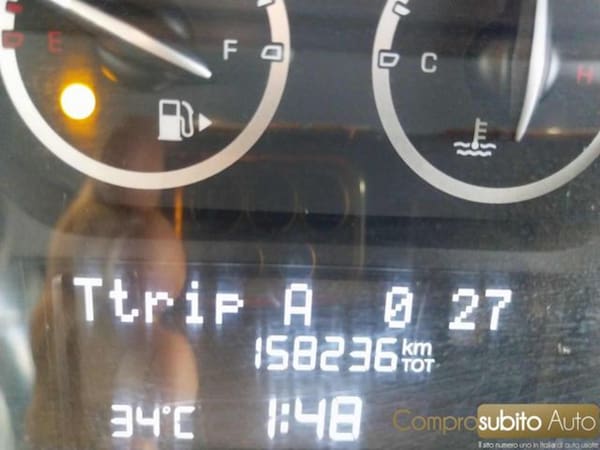 E F C H
Ttrip A 0 27
158236 km TOT
34°C 1:48
Comprosubito Auto
Il sito numero uno in Italia di auto usate